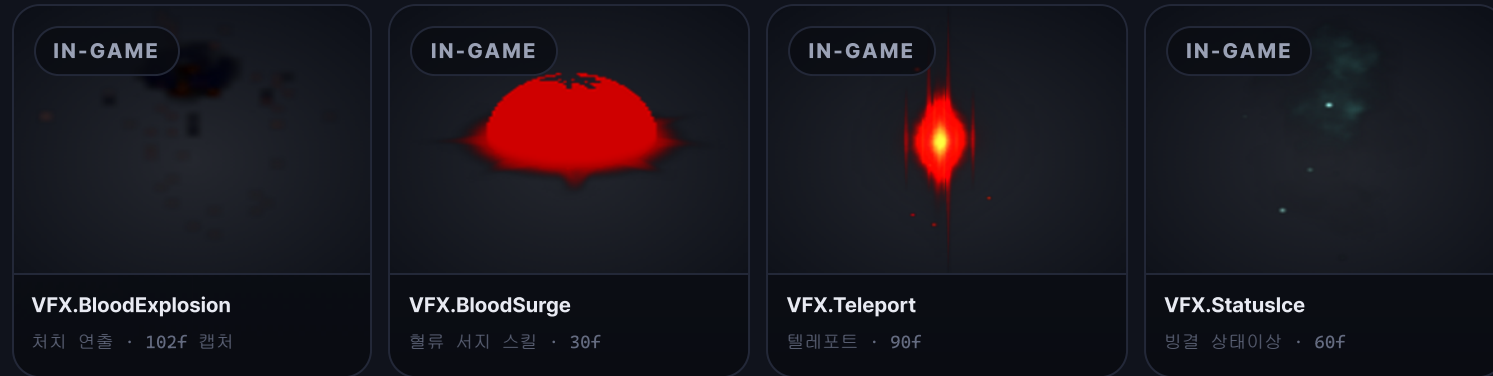 IN-GAME
VFX.BloodExplosion
처치 연출 · 102f 캡처
IN-GAME
VFX.BloodSurge
혈류 서지 스킬 · 30f
IN-GAME
VFX.Teleport
텔레포트 · 90f
IN-GAME
VFX.StatusIce
빙결 상태이상 · 60f